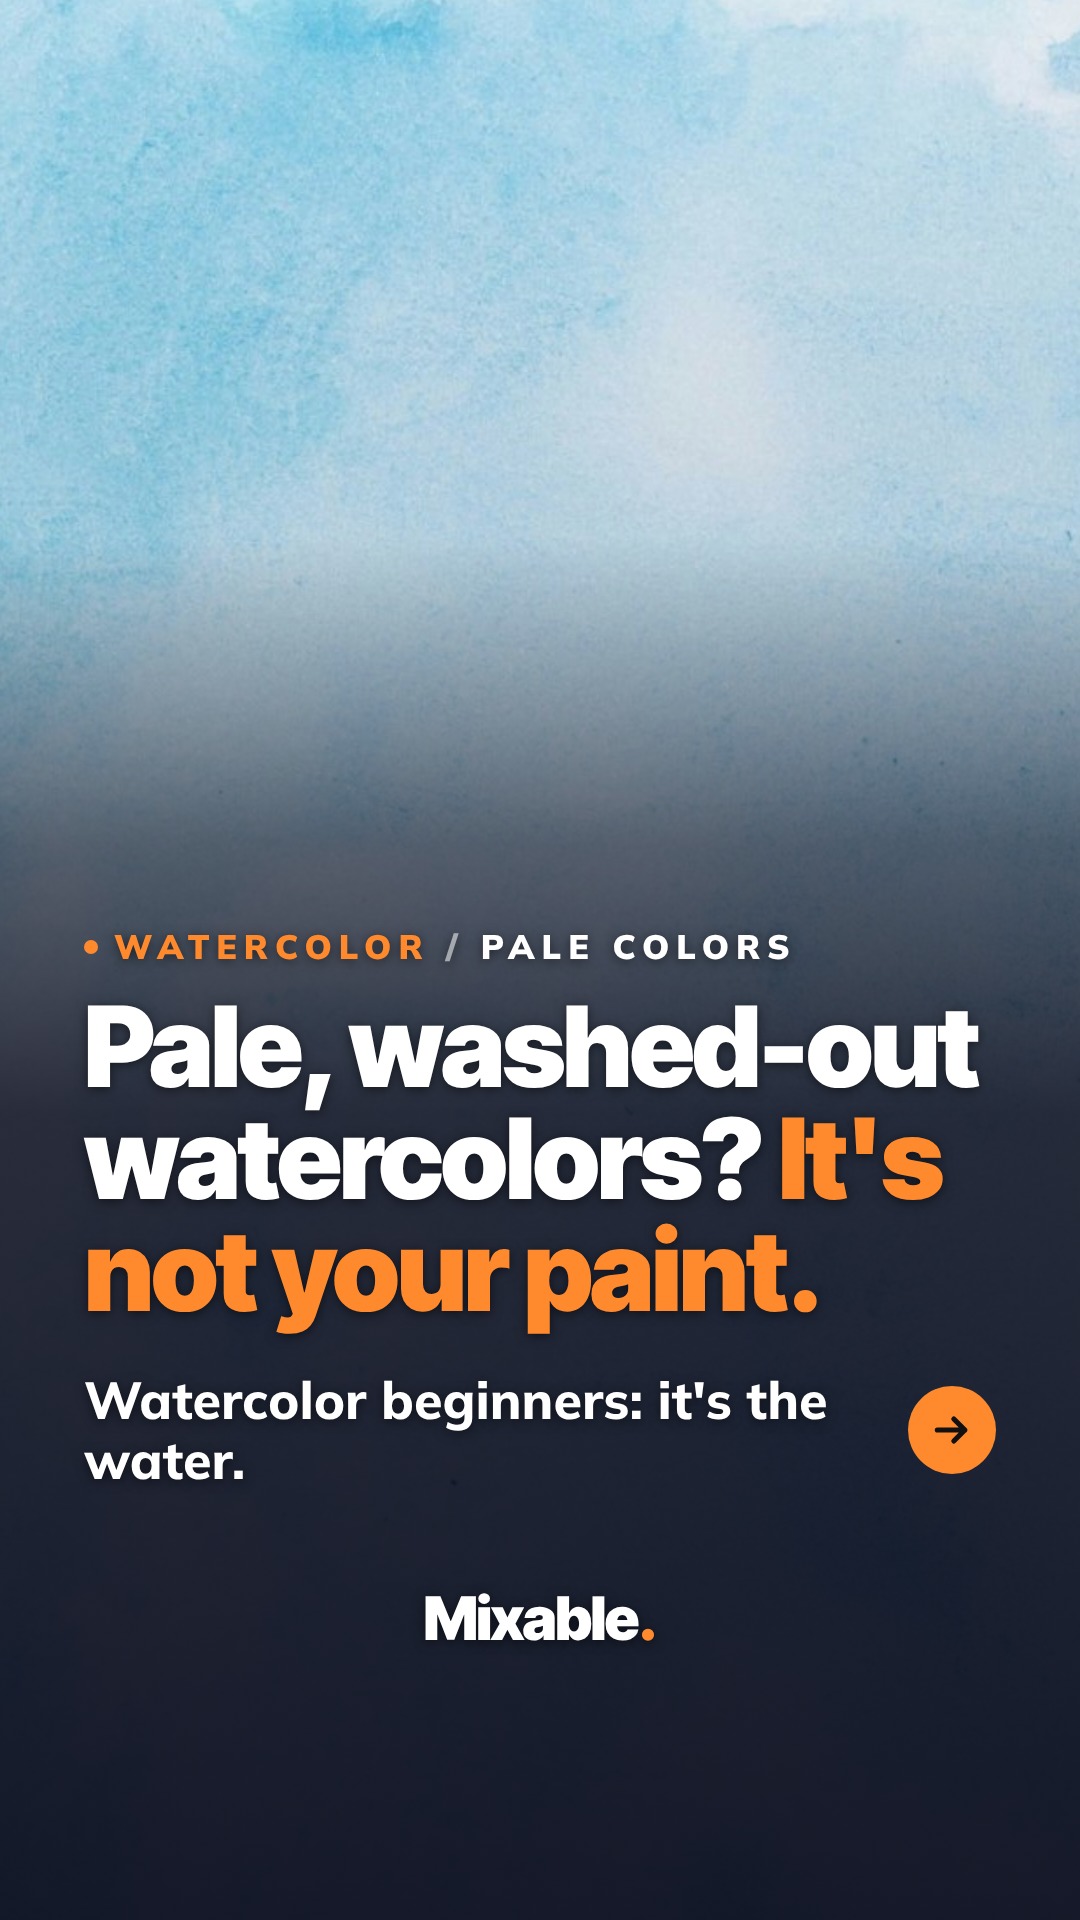 • WATERCOLOR / PALE COLORS
Pale, washed-out
watercolors? It's
not your paint.
Watercolor beginners: it's the
water.
Mixable.